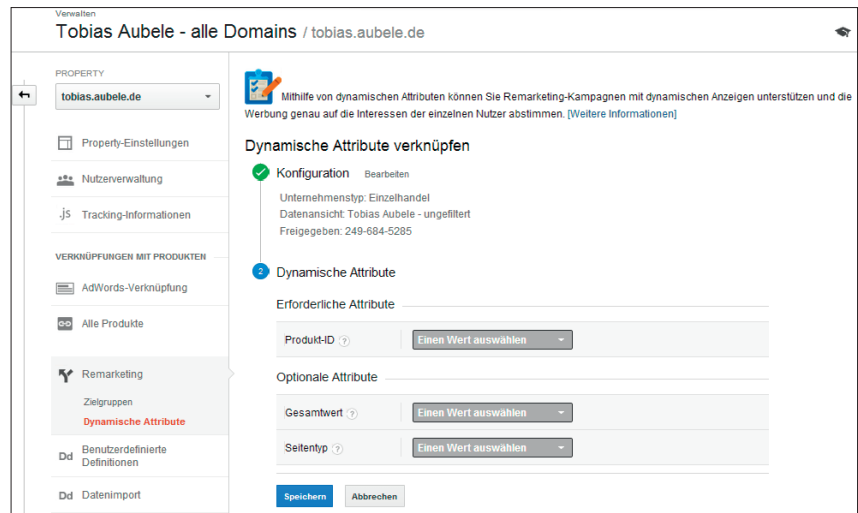 Verwalten
Tobias Aubele - alle Domains / tobias.aubele.de
PROPERTY
tobias.aubele.de
Property-Einstellungen
Nutzerverwaltung
.js Tracking-Informationen
VERKNÜPFUNGEN MIT PRODUKTEN
AdWords-Verknüpfung
Alle Produkte
Remarketing
Zielgruppen
Dynamische Attribute
Dd Benutzerdefinierte
Definitionen
Dd Datenimport
Mithilfe von dynamischen Attributen können Sie Remarketing-Kampagnen mit dynamischen Anzeigen unterstützen und die
Werbung genau auf die Interessen der einzelnen Nutzer abstimmen. [Weitere Informationen]
Dynamische Attribute verknüpfen
Konfiguration Bearbeiten
Unternehmenstyp: Einzelhandel
Datenansicht: Tobias Aubele - ungefiltert
Freigegeben: 249-684-5285
2 Dynamische Attribute
Erforderliche Attribute
Produkt-ID ? Einen Wert auswählen
Optionale Attribute
Gesamtwert ? Einen Wert auswählen
Seitentyp ? Einen Wert auswählen
Speichern Abbrechen